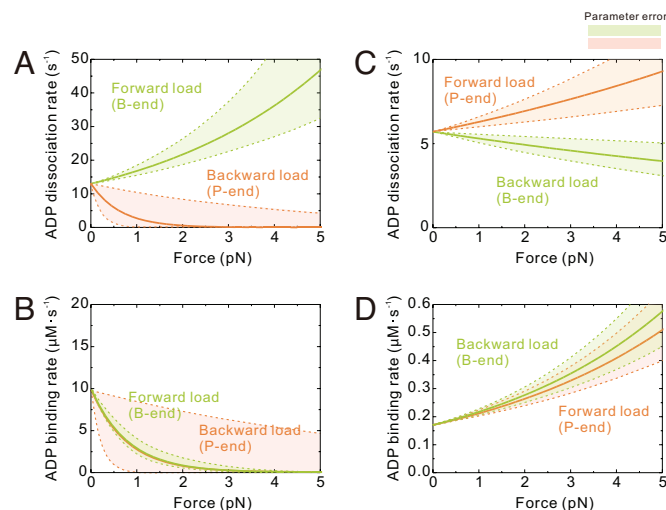 Parameter error
A
ADP dissociation rate (s⁻¹)
50
40
30
20
10
0
Forward load
(B-end)
Backward load
(P-end)
0 1 2 3 4 5
Force (pN)
C
ADP dissociation rate (s⁻¹)
10
5
0
Forward load
(P-end)
Backward load
(B-end)
0 1 2 3 4 5
Force (pN)
B
ADP binding rate (µM·s⁻¹)
20
15
10
5
0
Forward load
(B-end)
Backward load
(P-end)
0 1 2 3 4 5
Force (pN)
D
ADP binding rate (µM·s⁻¹)
0.6
0.5
0.4
0.3
0.2
0.1
0.0
Backward load
(B-end)
Forward load
(P-end)
0 1 2 3 4 5
Force (pN)